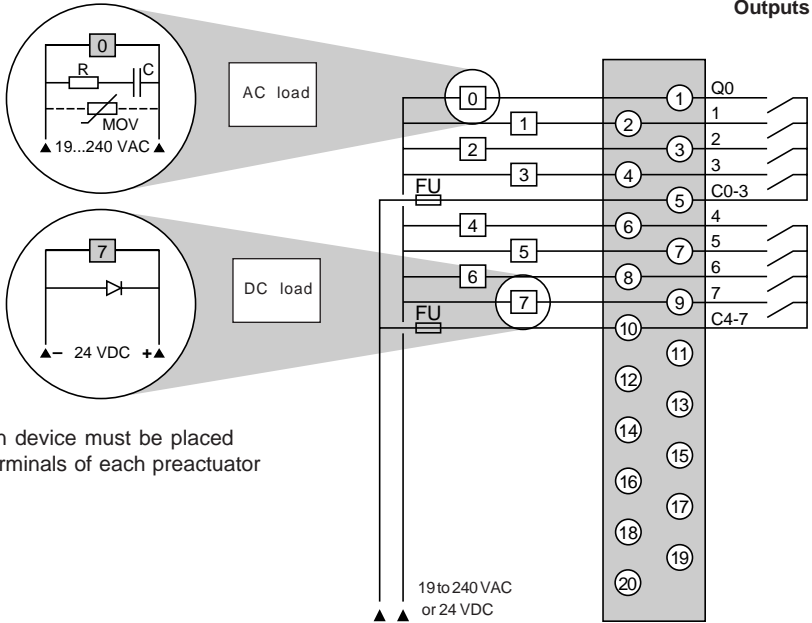 Outputs
0
R
C
MOV
19...240 VAC
AC load
0
1
Q0
1
2
1
2
3
2
3
4
3
FU
5
C0-3
4
6
4
5
7
5
6
8
6
7
9
7
FU
10
C4-7
7
DC load
– 24 VDC +
11
12
13
14
15
16
17
18
19
20
device must be placed
rminals of each preactuator
19 to 240 VAC
or 24 VDC